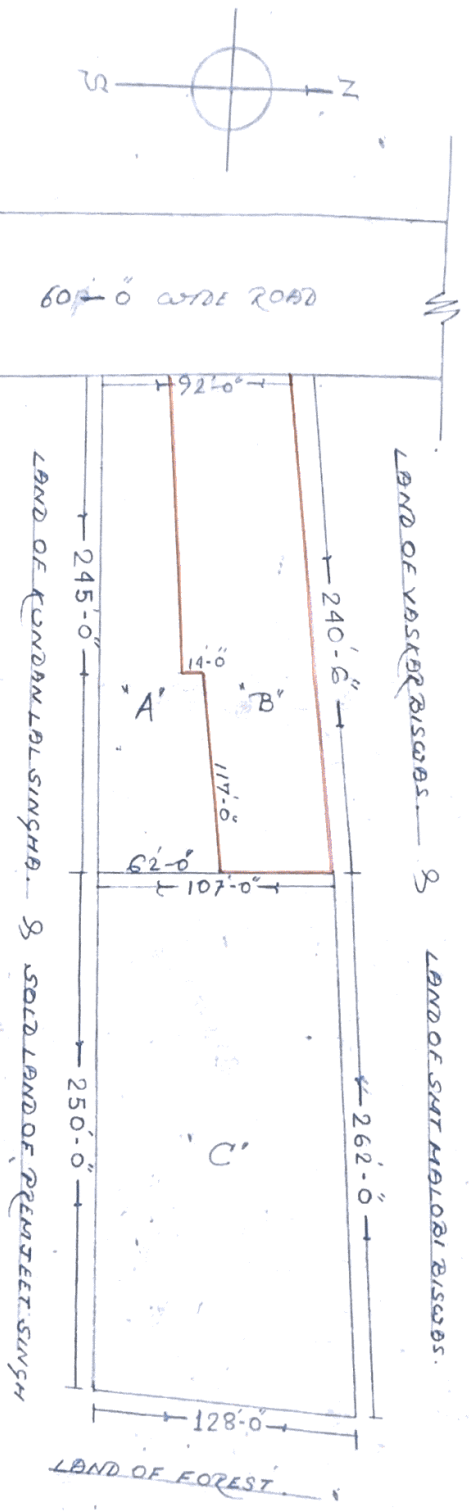 S
N
60'-0" WIDE ROAD
92'-0"
LAND OF VASKER BISWAS. &
LAND OF SMT MALOBI BISWAS.
LAND OF KUNDAN LAL SINGHA. & SOLD LAND OF PREMJEET SINGH
245'-0"
240'-6"
14'-0"
"A"
"B"
117'-0"
62'-0"
107'-0"
"C"
250'-0"
262'-0"
128'-0"
LAND OF FOREST.